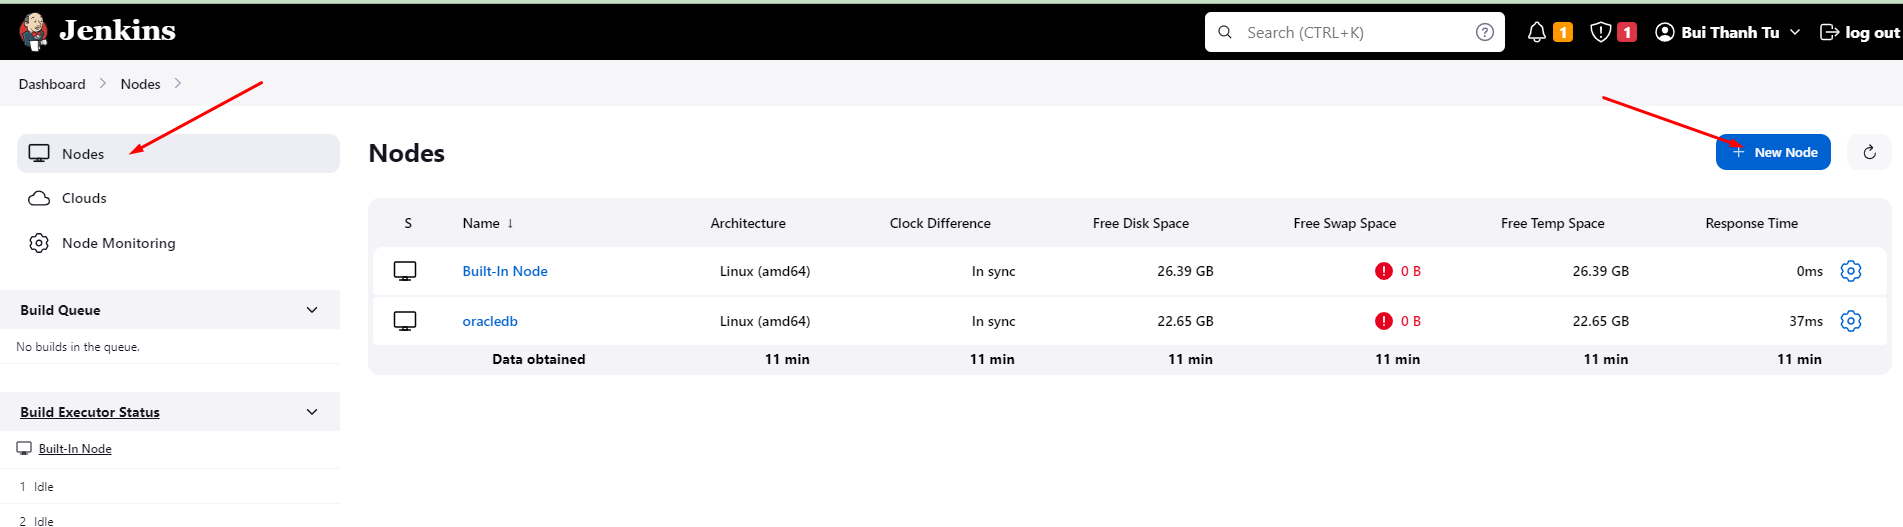 Jenkins
Search (CTRL+K)
1
1
Bui Thanh Tu
log out
Dashboard
Nodes
Nodes
Clouds
Node Monitoring
Build Queue
No builds in the queue.
Build Executor Status
Built-In Node
1 Idle
2 Idle
Nodes
+ New Node
S Name ↓ Architecture Clock Difference Free Disk Space Free Swap Space Free Temp Space Response Time
Built-In Node Linux (amd64) In sync 26.39 GB ! 0 B 26.39 GB 0ms
oracledb Linux (amd64) In sync 22.65 GB ! 0 B 22.65 GB 37ms
Data obtained 11 min 11 min 11 min 11 min 11 min 11 min